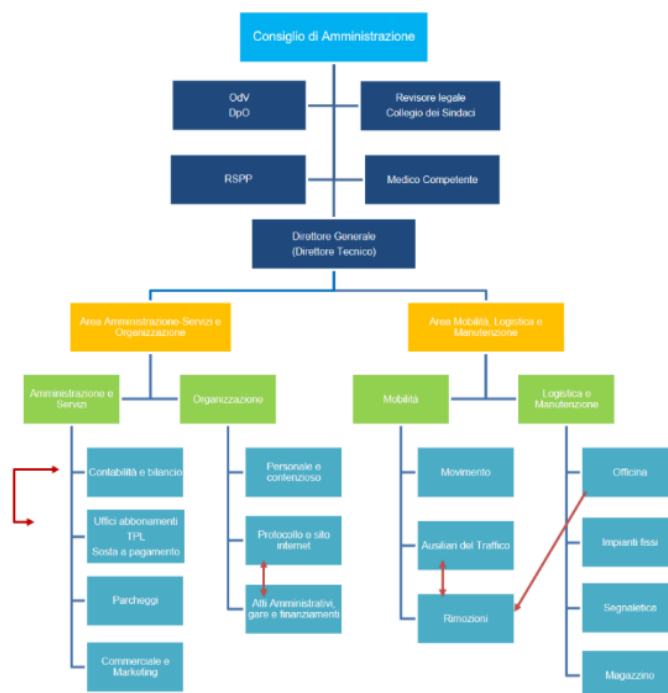 Consiglio di Amministrazione
OdV
DpO
Revisore legale
Collegio dei Sindaci
RSPP
Medico Competente
Direttore Generale
(Direttore Tecnico)
Area Amministrazione-Servizi e
Organizzazione
Area Mobilità, Logistica e
Manutenzione
Amministrazione e
Servizi
Organizzazione
Mobilità
Logistica e
Manutenzione
Contabilità e bilancio
Personale e
contenzioso
Movimento
Officina
Uffici abbonamenti
TPL
Sosta a pagamento
Protocollo e sito
internet
Ausiliari del Traffico
Impianti fissi
Parcheggi
Atti Amministrativi,
gare e finanziamenti
Rimozioni
Segnaletica
Commerciale e
Marketing
Magazzino